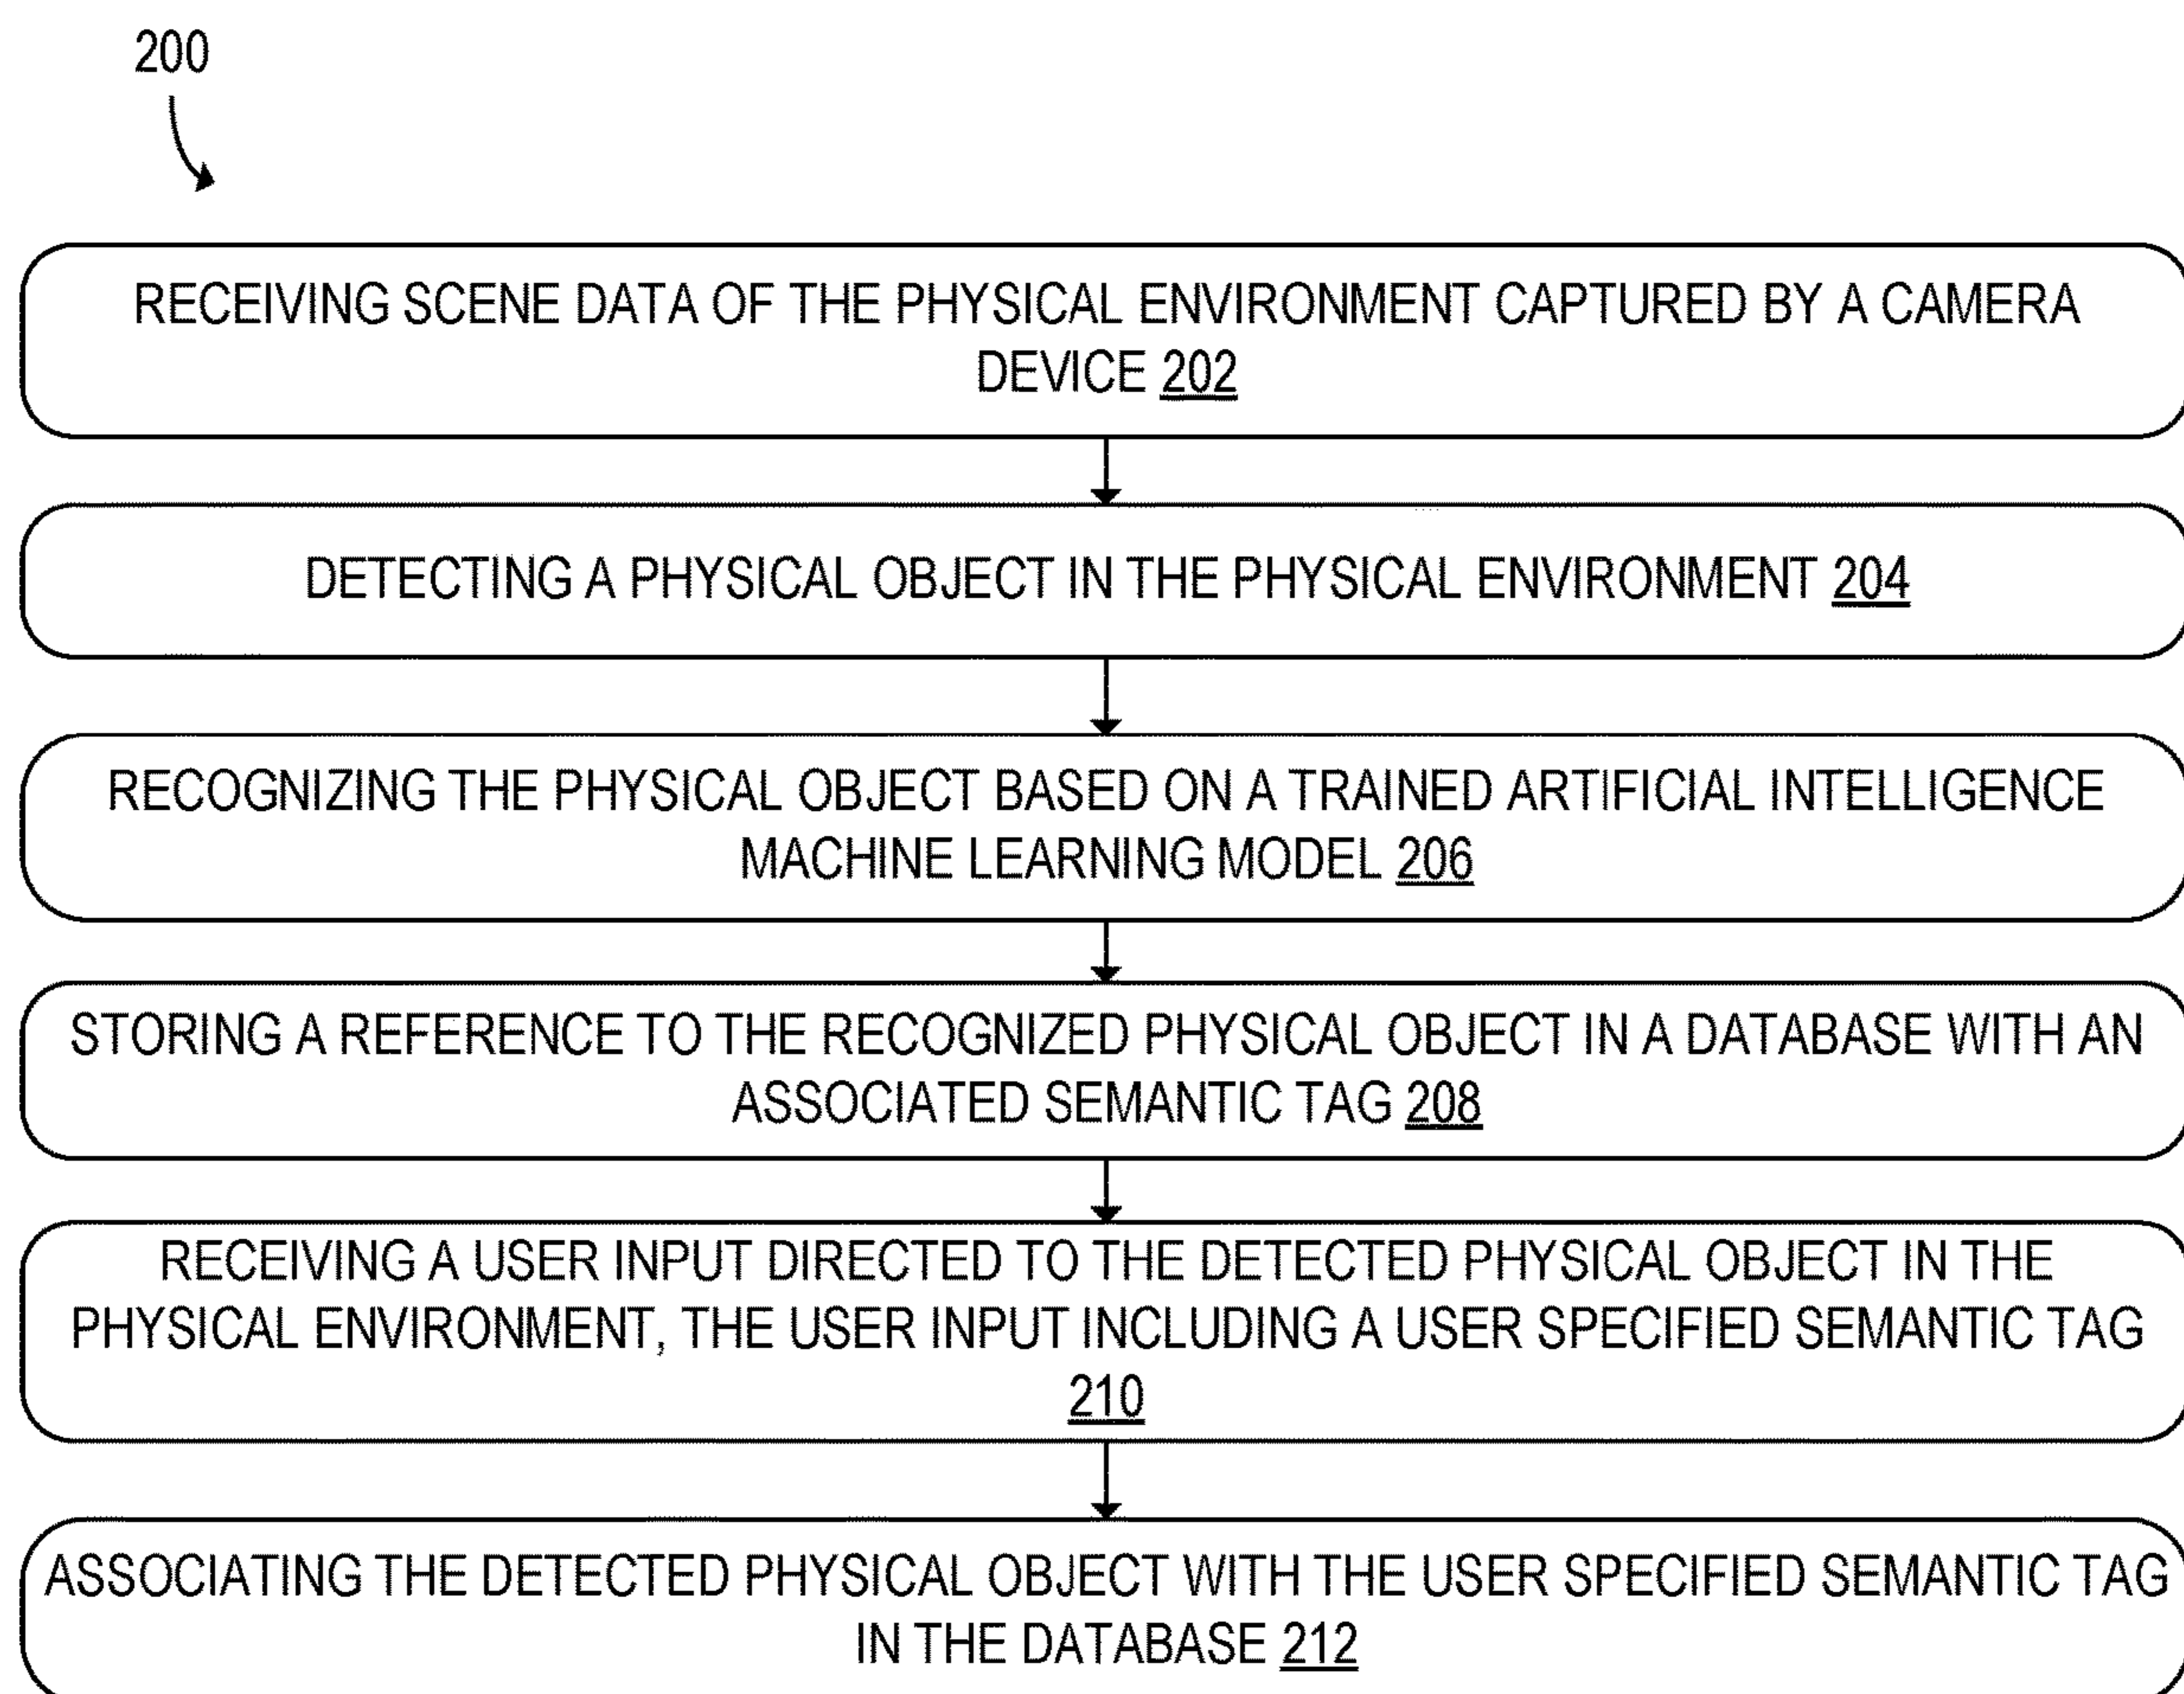 200
RECEIVING SCENE DATA OF THE PHYSICAL ENVIRONMENT CAPTURED BY A CAMERA
DEVICE 202
DETECTING A PHYSICAL OBJECT IN THE PHYSICAL ENVIRONMENT 204
RECOGNIZING THE PHYSICAL OBJECT BASED ON A TRAINED ARTIFICIAL INTELLIGENCE
MACHINE LEARNING MODEL 206
STORING A REFERENCE TO THE RECOGNIZED PHYSICAL OBJECT IN A DATABASE WITH AN
ASSOCIATED SEMANTIC TAG 208
RECEIVING A USER INPUT DIRECTED TO THE DETECTED PHYSICAL OBJECT IN THE
PHYSICAL ENVIRONMENT, THE USER INPUT INCLUDING A USER SPECIFIED SEMANTIC TAG
210
ASSOCIATING THE DETECTED PHYSICAL OBJECT WITH THE USER SPECIFIED SEMANTIC TAG
IN THE DATABASE 212